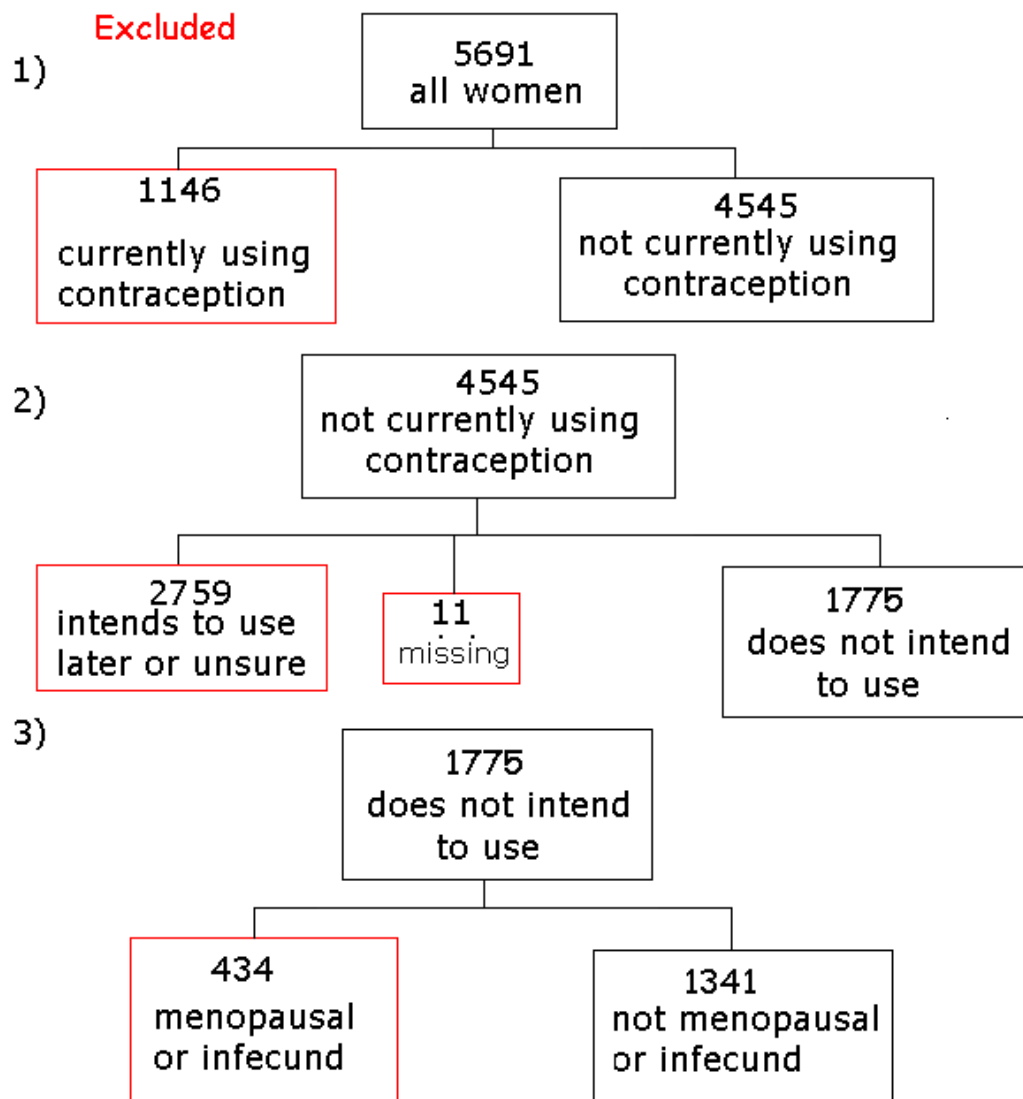 Excluded
1)
5691
all women
1146
currently using
contraception
4545
not currently using
contraception
2)
4545
not currently using
contraception
2759
intends to use
later or unsure
11
missing
1775
does not intend
to use
3)
1775
does not intend
to use
434
menopausal
or infecund
1341
not menopausal
or infecund